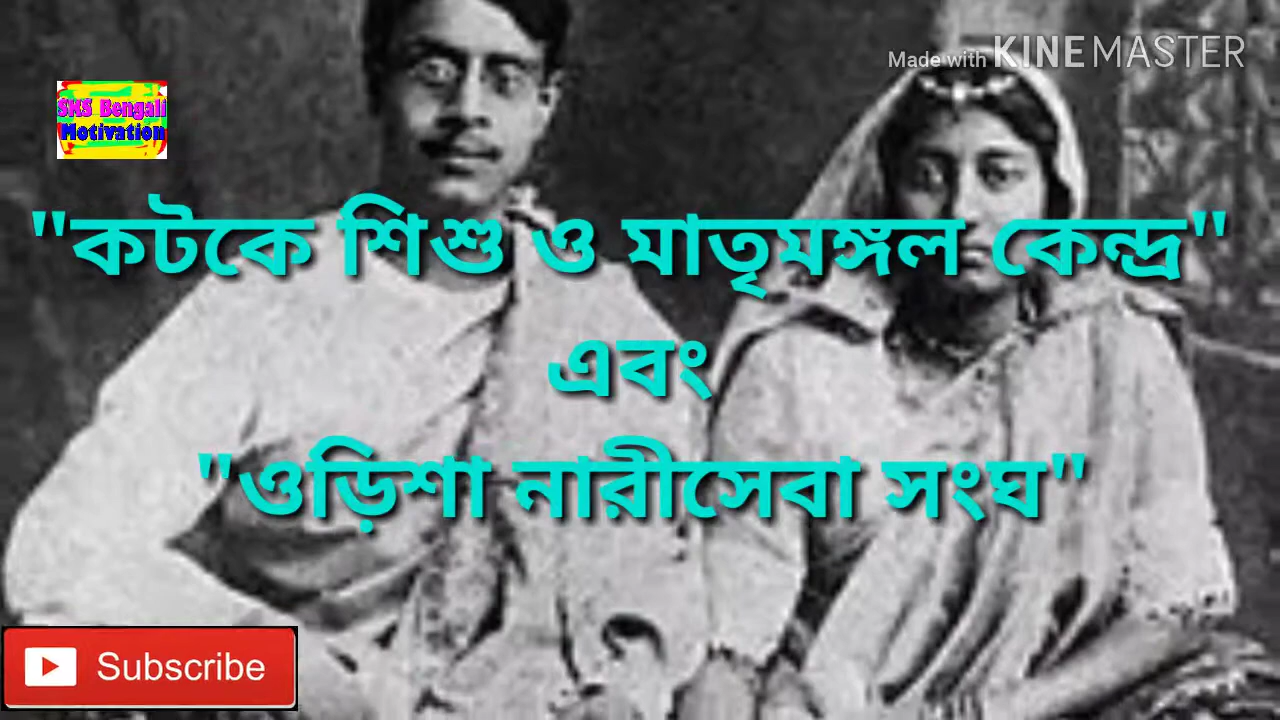 Made with KINEMASTER
SKS Bengali
Motivation
"কটকে শিশু ও মাতৃমঙ্গল কেন্দ্র"
এবং
"ওড়িশা নারীসেবা সংঘ"
Subscribe